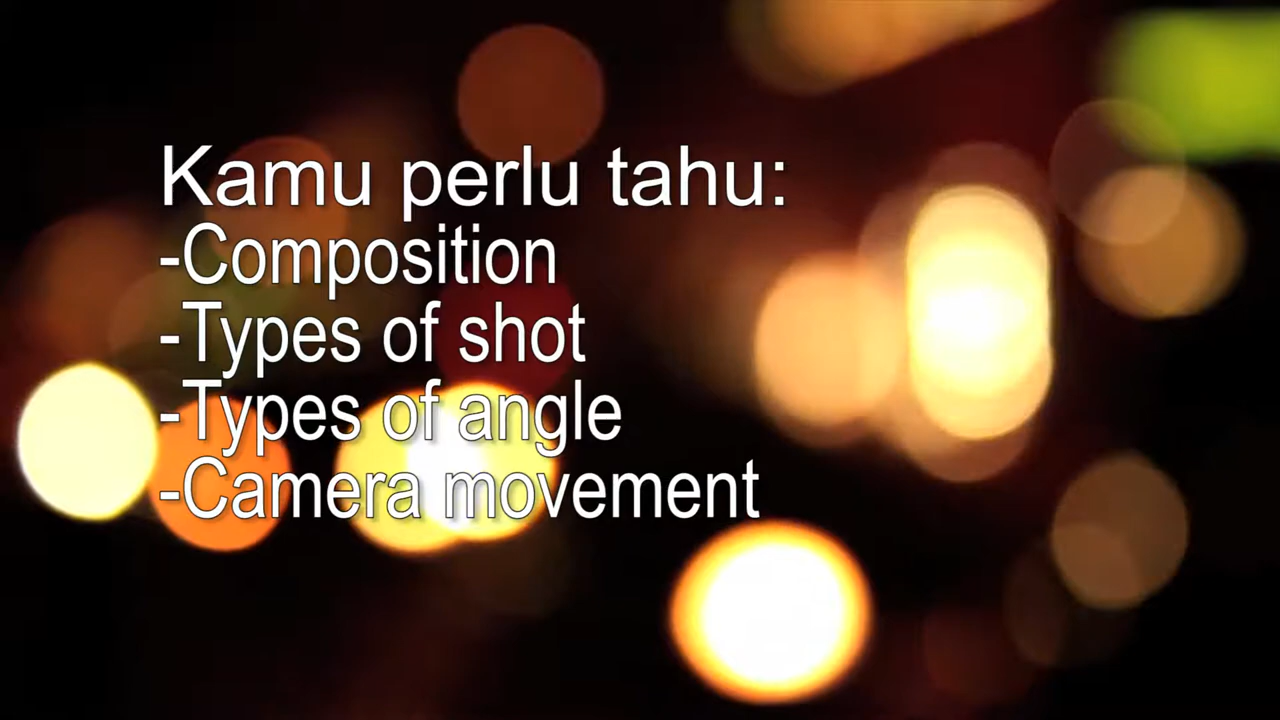 Kamu perlu tahu:
-Composition
-Types of shot
-Types of angle
-Camera movement